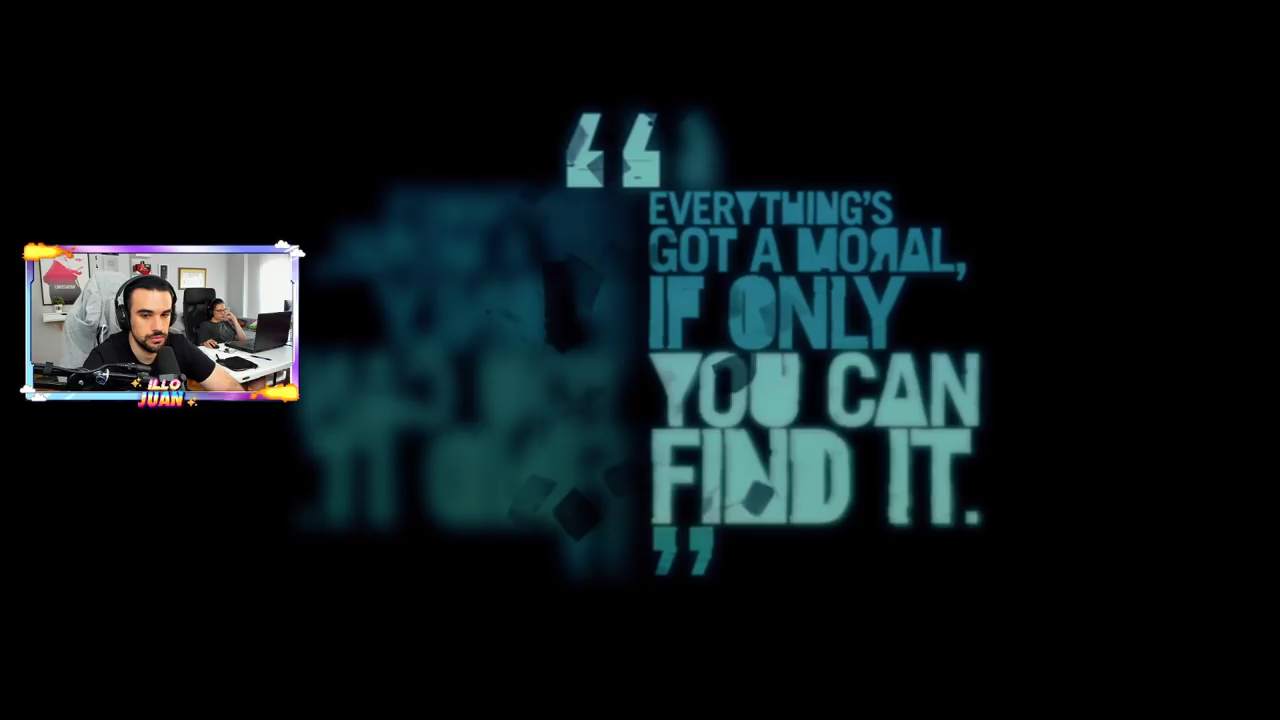 “
EVERYTHING'S
GOT A MORAL,
IF ONLY
YOU CAN
FIND IT.
”
ILLO
JUAN